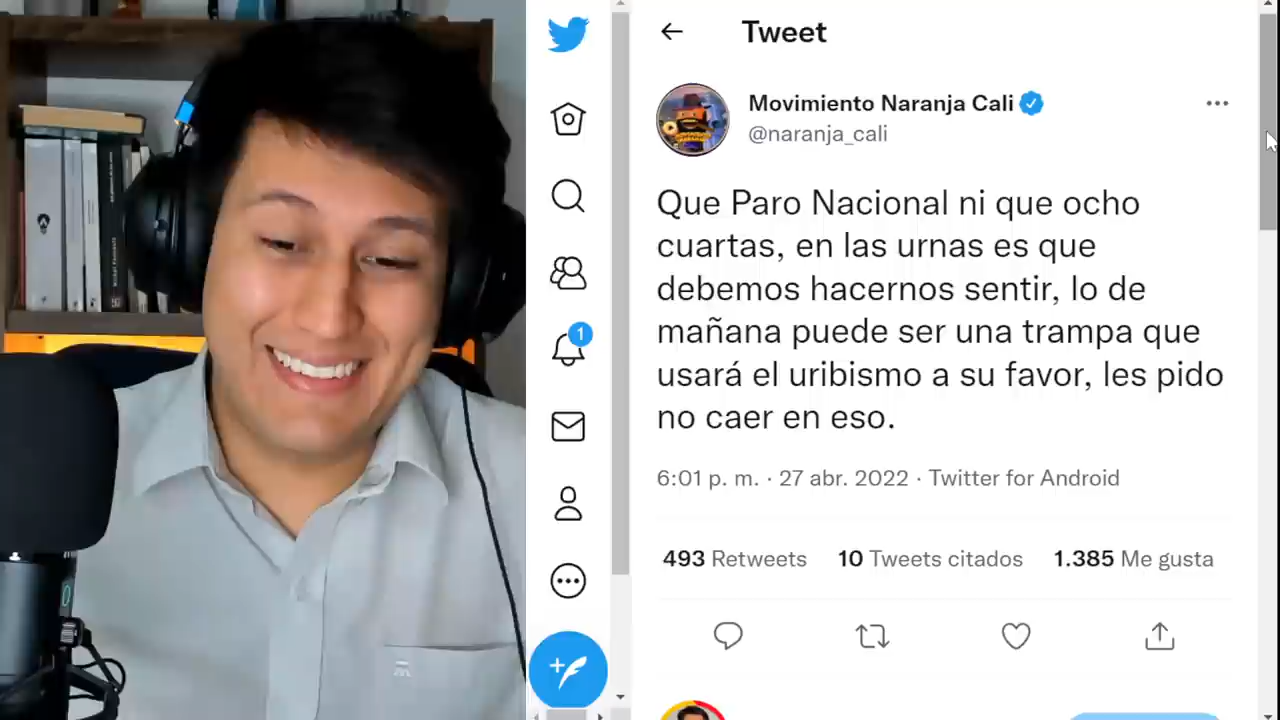 Tweet
Movimiento Naranja Cali
@naranja_cali
Que Paro Nacional ni que ocho
cuartas, en las urnas es que
debemos hacernos sentir, lo de
mañana puede ser una trampa que
usará el uribismo a su favor, les pido
no caer en eso.
6:01 p. m. · 27 abr. 2022 · Twitter for Android
493 Retweets 10 Tweets citados 1.385 Me gusta
1